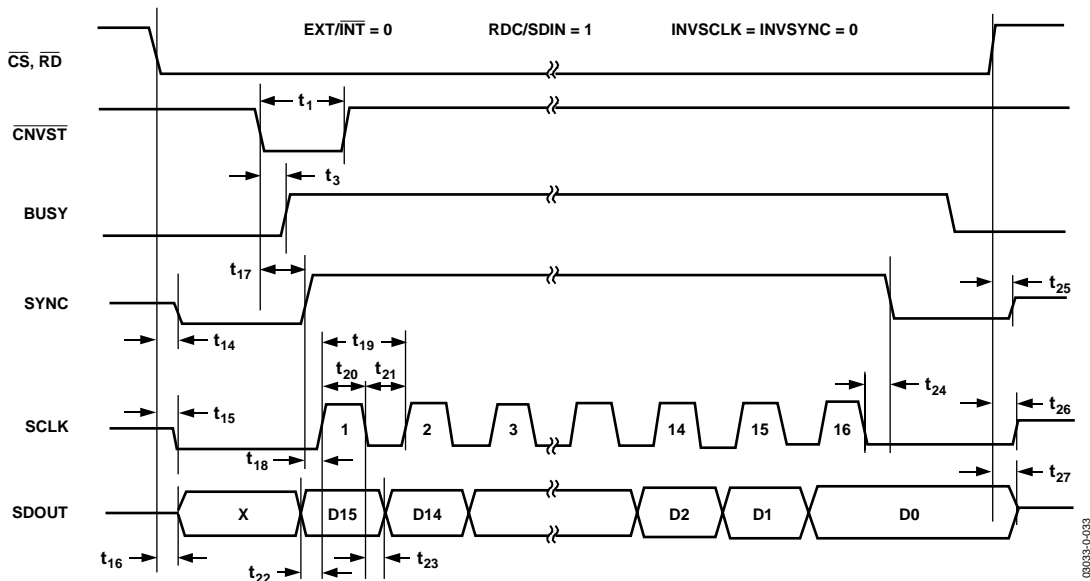 EXT/INT = 0 RDC/SDIN = 1 INVSCLK = INVSYNC = 0
CS, RD
t1
CNVST
t3
BUSY
t17
SYNC
t25
t14
t19
t20 t21
t24
t15
t26
SCLK
1 2 3 14 15 16
t18
t27
SDOUT
X D15 D14 D2 D1 D0
t16
t22
t23
03033-0-033